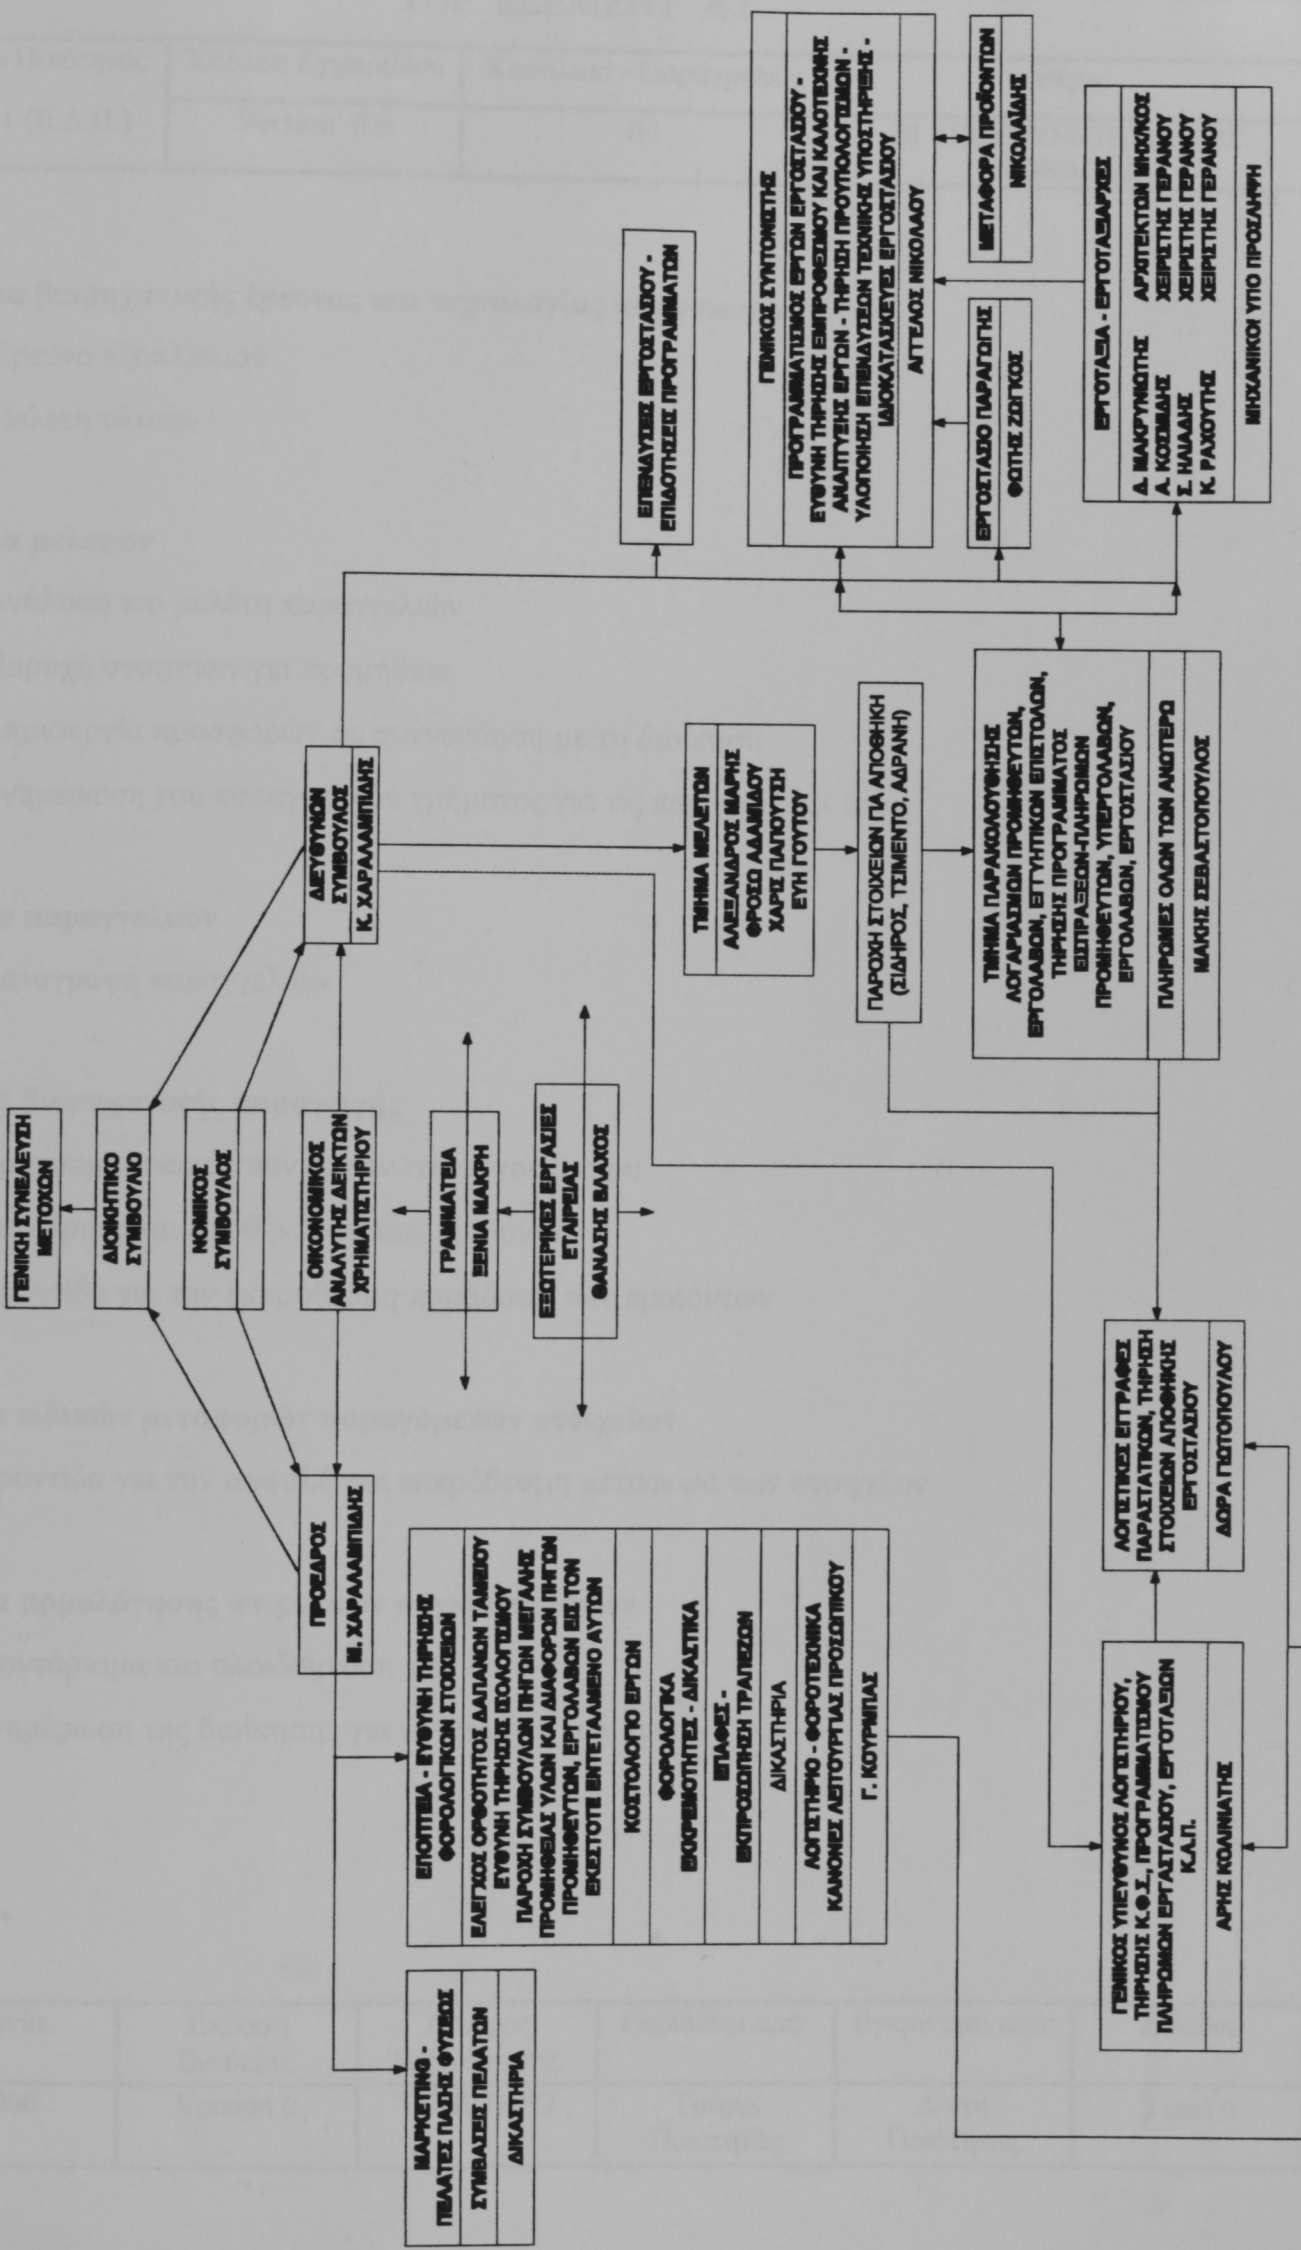 ΓΕΝΙΚΗ ΣΥΝΕΛΕΥΣΗ
ΜΕΤΟΧΩΝ
ΔΙΟΙΚΗΤΙΚΟ
ΣΥΜΒΟΥΛΙΟ
ΝΟΜΙΚΟΣ
ΣΥΜΒΟΥΛΟΣ
ΟΙΚΟΝΟΜΙΚΟΣ
ΑΝΑΛΥΤΗΣ ΔΕΙΚΤΩΝ
ΧΡΗΜΑΤΙΣΤΗΡΙΟΥ
ΠΡΟΕΔΡΟΣ
Μ. ΧΑΡΑΛΑΜΠΙΔΗΣ
ΔΙΕΥΘΥΝΩΝ
ΣΥΜΒΟΥΛΟΣ
Κ. ΧΑΡΑΛΑΜΠΙΔΗΣ
ΓΡΑΜΜΑΤΕΙΑ
ΞΕΝΙΑ ΜΑΚΡΗ
ΕΞΩΤΕΡΙΚΕΣ ΕΡΓΑΣΙΕΣ
ΕΤΑΙΡΕΙΑΣ
ΘΑΝΑΣΗΣ ΒΛΑΧΟΣ
ΜΑΡΚΕΤΙΝG -
ΠΕΛΑΤΕΣ ΠΑΣΗΣ ΦΥΣΕΩΣ
ΣΥΜΒΑΣΕΙΣ ΠΕΛΑΤΩΝ
ΔΙΚΑΣΤΗΡΙΑ
ΕΠΟΠΤΕΙΑ - ΕΥΘΥΝΗ ΤΗΡΗΣΗΣ
ΦΟΡΟΛΟΓΙΚΩΝ ΣΤΟΙΧΕΙΩΝ
ΕΛΕΓΧΟΣ ΟΡΘΟΤΗΤΟΣ ΔΑΠΑΝΩΝ ΤΑΜΕΙΟΥ
ΕΥΘΥΝΗ ΤΗΡΗΣΗΣ ΙΣΟΛΟΓΙΣΜΟΥ
ΠΑΡΟΧΗ ΣΥΜΒΟΥΛΩΝ ΠΗΓΩΝ ΜΕΓΑΛΗΣ
ΠΡΟΜΗΘΕΙΑΣ ΥΛΩΝ ΚΑΙ ΔΙΑΦΟΡΩΝ ΠΗΓΩΝ
ΠΡΟΜΗΘΕΥΤΩΝ, ΕΡΓΟΛΑΒΩΝ ΕΙΣ ΤΟΝ
ΕΚΕΣΤΟΤΕ ΕΝΤΕΤΑΛΜΕΝΟ ΑΥΤΩΝ
ΚΟΣΤΟΛΟΓΙΟ ΕΡΓΩΝ
ΦΟΡΟΛΟΓΙΚΑ
ΕΚΚΡΕΜΟΤΗΤΕΣ - ΔΙΚΑΣΤΙΚΑ
ΕΠΑΦΕΣ -
ΕΚΠΡΟΣΩΠΗΣΗ ΤΡΑΠΕΖΩΝ
ΔΙΚΑΣΤΗΡΙΑ
ΛΟΓΙΣΤΗΡΙΟ - ΦΟΡΟΤΕΧΝΙΚΑ
ΚΑΝΟΝΕΣ ΛΕΙΤΟΥΡΓΙΑΣ ΠΡΟΣΩΠΙΚΟΥ
Γ. ΚΟΥΡΜΠΑΣ
ΕΠΕΝΔΥΣΕΙΣ ΕΡΓΟΣΤΑΣΙΟΥ -
ΕΠΙΔΟΤΗΣΕΙΣ ΠΡΟΓΡΑΜΜΑΤΩΝ
ΤΜΗΜΑ ΜΕΛΕΤΩΝ
ΑΛΕΞΑΝΔΡΟΣ ΜΑΡΗΣ
ΦΡΟΣΩ ΑΔΑΜΙΔΟΥ
ΧΑΡΙΣ ΠΑΠΟΥΤΣΗ
ΕΥΗ ΓΟΥΤΟΥ
ΓΕΝΙΚΟΣ ΣΥΝΤΟΝΙΣΤΗΣ
ΠΡΟΓΡΑΜΜΑΤΙΣΜΟΣ ΕΡΓΩΝ ΕΡΓΟΣΤΑΣΙΟΥ -
ΕΥΘΥΝΗ ΤΗΡΗΣΗΣ ΕΜΠΡΟΘΕΣΜΟΥ ΚΑΙ ΚΑΛΟΤΕΧΝΗΣ
ΑΝΑΠΤΥΞΗΣ ΕΡΓΩΝ - ΤΗΡΗΣΗ ΠΡΟΥΠΟΛΟΓΙΣΜΩΝ -
ΥΛΟΠΟΙΗΣΗ ΕΠΕΝΔΥΣΕΩΝ ΤΕΧΝΙΚΗΣ ΥΠΟΣΤΗΡΙΞΗΣ -
ΙΔΙΟΚΑΤΑΣΚΕΥΕΣ ΕΡΓΟΣΤΑΣΙΟΥ
ΑΓΓΕΛΟΣ ΝΙΚΟΛΑΟΥ
ΠΑΡΟΧΗ ΣΤΟΙΧΕΙΩΝ ΓΙΑ ΑΠΟΘΗΚΗ
(ΣΙΔΗΡΟΣ, ΤΣΙΜΕΝΤΟ, ΑΔΡΑΝΗ)
ΕΡΓΟΣΤΑΣΙΟ ΠΑΡΑΓΩΓΗΣ
ΦΩΤΗΣ ΖΩΓΚΟΣ
ΜΕΤΑΦΟΡΑ ΠΡΟΪΟΝΤΩΝ
ΝΙΚΟΛΑΪΔΗΣ
ΤΜΗΜΑ ΠΑΡΑΚΟΛΟΥΘΗΣΗΣ
ΛΟΓΑΡΙΑΣΜΩΝ ΠΡΟΜΗΘΕΥΤΩΝ,
ΕΡΓΟΛΑΒΩΝ, ΕΓΓΥΗΤΙΚΩΝ ΕΠΙΣΤΟΛΩΝ,
ΤΗΡΗΣΗΣ ΠΡΟΓΡΑΜΜΑΤΟΣ
ΕΙΣΠΡΑΞΕΩΝ-ΠΛΗΡΩΜΩΝ
ΠΡΟΜΗΘΕΥΤΩΝ, ΥΠΕΡΓΟΛΑΒΩΝ,
ΕΡΓΟΛΑΒΩΝ, ΕΡΓΟΣΤΑΣΙΟΥ
ΠΛΗΡΩΜΕΣ ΟΛΩΝ ΤΩΝ ΑΝΩΤΕΡΩ
ΜΑΚΗΣ ΣΕΒΑΣΤΟΠΟΥΛΟΣ
ΕΡΓΟΤΑΞΙΑ - ΕΡΓΟΤΑΞΙΑΡΧΕΣ
Δ. ΜΑΚΡΥΝΙΩΤΗΣ ΑΡΧΙΤΕΚΤΩΝ ΜΗΧ/ΚΟΣ
Α. ΚΟΣΜΙΔΗΣ ΧΕΙΡΙΣΤΗΣ ΓΕΡΑΝΟΥ
Σ. ΗΛΙΑΔΗΣ ΧΕΙΡΙΣΤΗΣ ΓΕΡΑΝΟΥ
Κ. ΡΑΧΟΥΤΗΣ ΧΕΙΡΙΣΤΗΣ ΓΕΡΑΝΟΥ
ΜΗΧΑΝΙΚΟΙ ΥΠΟ ΠΡΟΣΛΗΨΗ
ΓΕΝΙΚΟΣ ΥΠΕΥΘΥΝΟΣ ΛΟΓΙΣΤΗΡΙΟΥ,
ΤΗΡΗΣΗΣ Κ.Φ.Σ., ΠΡΟΓΡΑΜΜΑΤΙΣΜΟΥ
ΠΛΗΡΩΜΩΝ ΕΡΓΑΣΤΑΣΙΟΥ, ΕΡΓΟΤΑΞΙΩΝ
Κ.Α.Π.
ΑΡΗΣ ΚΟΛΙΝΙΑΤΗΣ
ΛΟΓΙΣΤΙΚΕΣ ΕΓΓΡΑΦΕΣ
ΠΑΡΑΣΤΑΤΙΚΩΝ, ΤΗΡΗΣΗ
ΣΤΟΙΧΕΙΩΝ ΑΠΟΘΗΚΗΣ
ΕΡΓΟΣΤΑΣΙΟΥ
ΔΩΡΑ ΓΙΩΤΟΠΟΥΛΟΥ